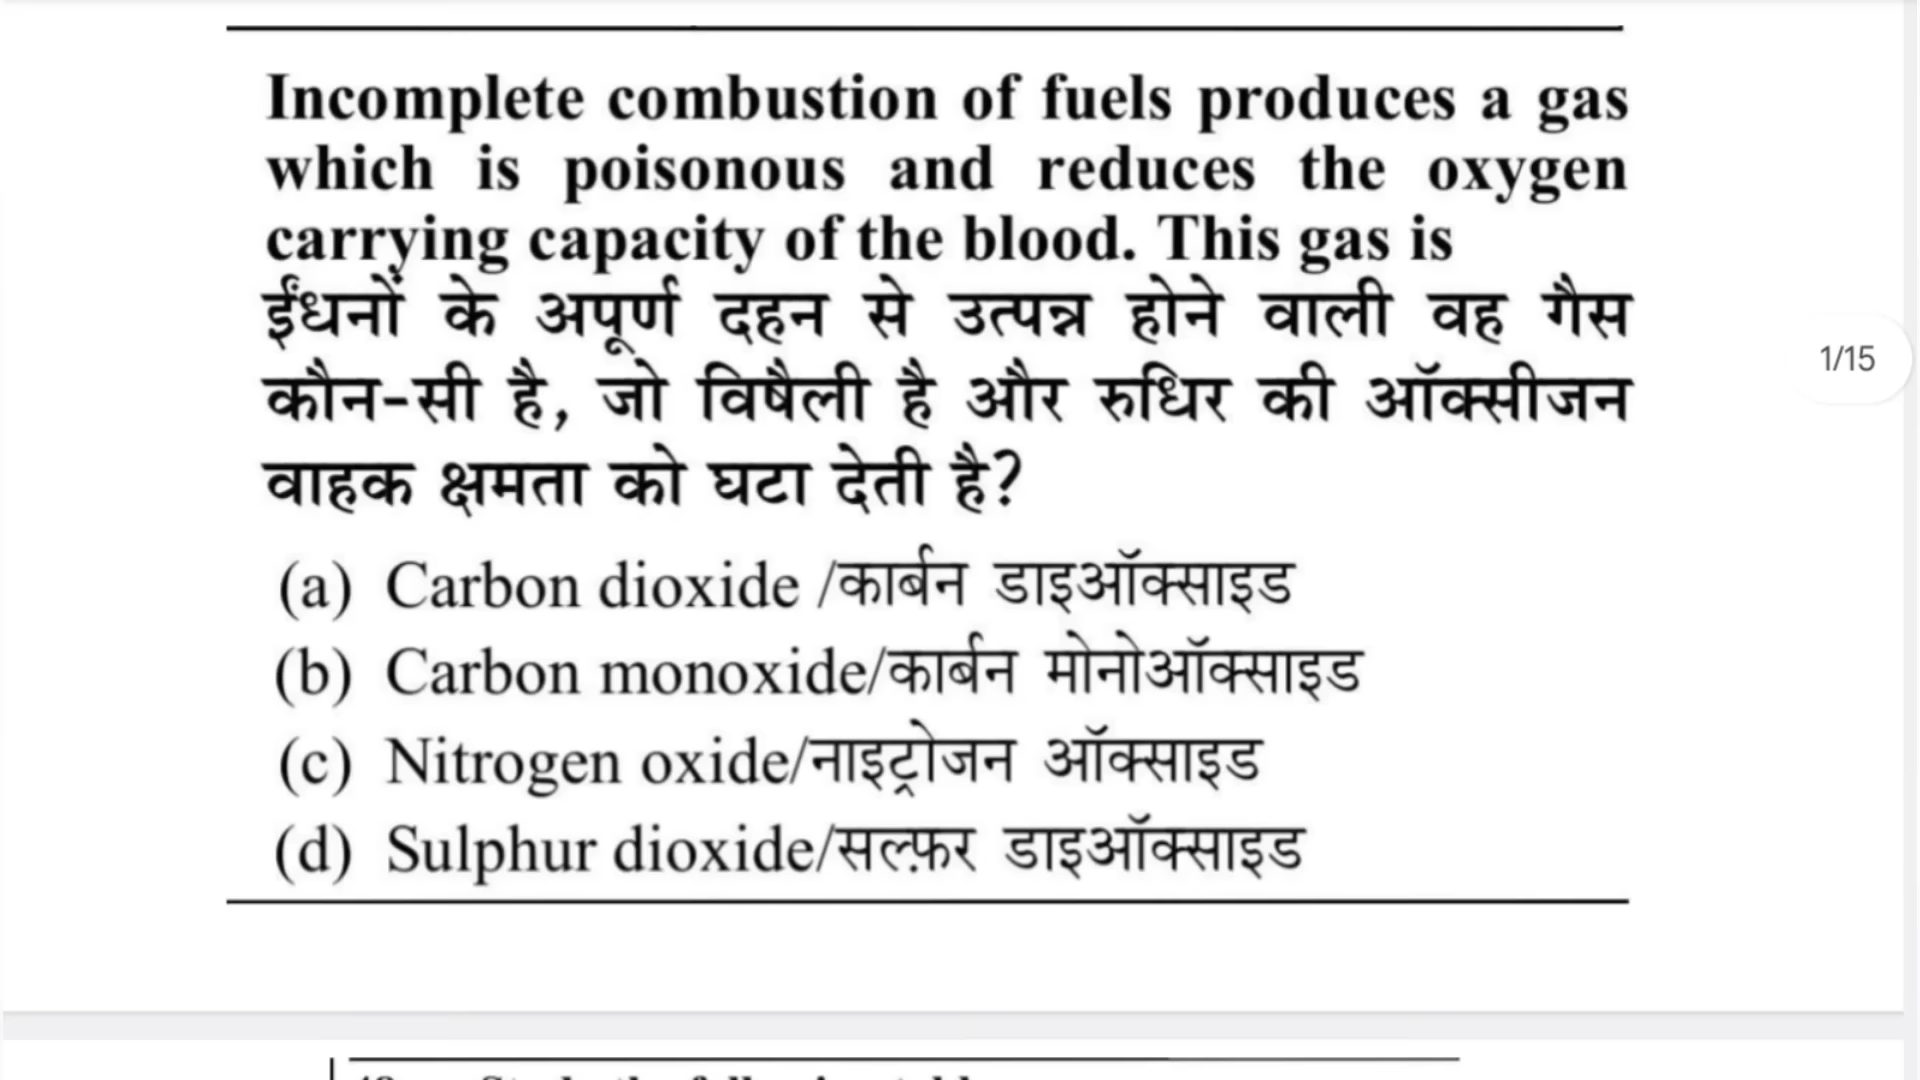 Incomplete combustion of fuels produces a gas
which is poisonous and reduces the oxygen
carrying capacity of the blood. This gas is
ईंधनों के अपूर्ण दहन से उत्पन्न होने वाली वह गैस
कौन-सी है, जो विषैली है और रुधिर की ऑक्सीजन
वाहक क्षमता को घटा देती है?
(a) Carbon dioxide /कार्बन डाइऑक्साइड
(b) Carbon monoxide/कार्बन मोनोऑक्साइड
(c) Nitrogen oxide/नाइट्रोजन ऑक्साइड
(d) Sulphur dioxide/सल्फ़र डाइऑक्साइड
1/15